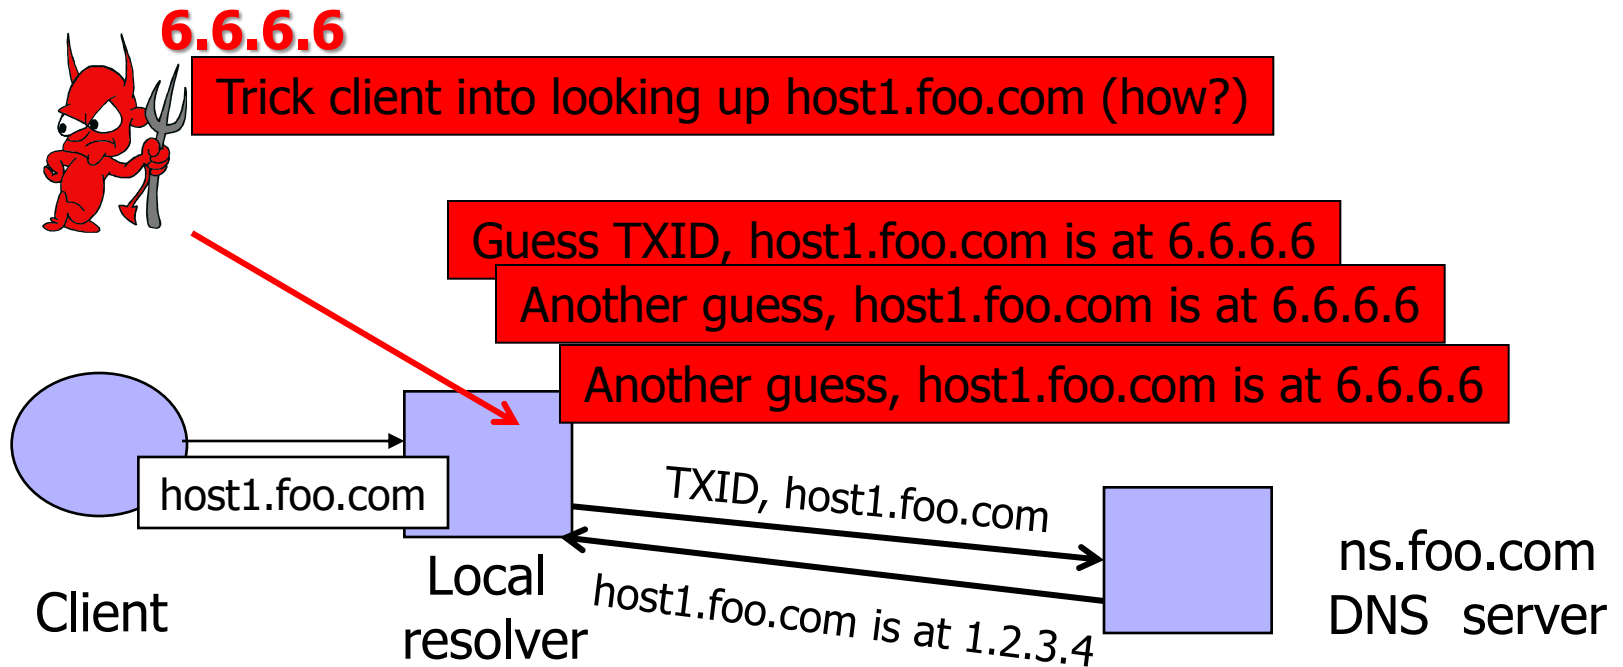 6.6.6.6
Trick client into looking up host1.foo.com (how?)
Guess TXID, host1.foo.com is at 6.6.6.6
Another guess, host1.foo.com is at 6.6.6.6
Another guess, host1.foo.com is at 6.6.6.6
host1.foo.com
TXID, host1.foo.com
host1.foo.com is at 1.2.3.4
Client
Local
resolver
ns.foo.com
DNS server